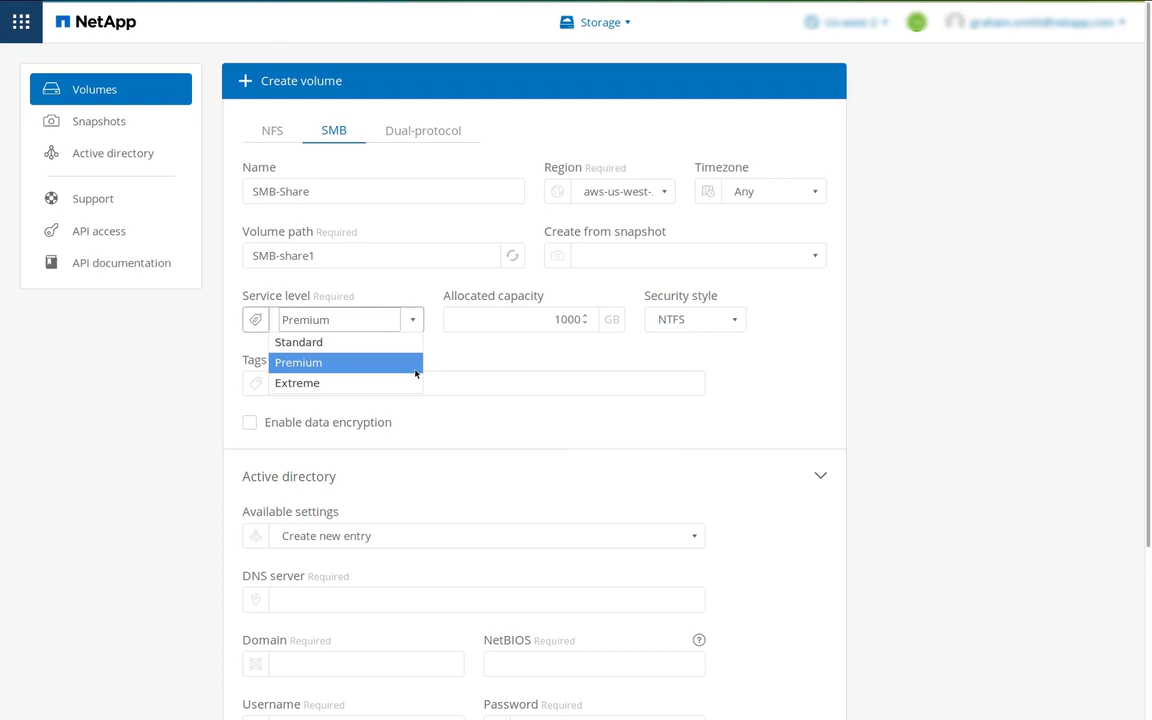 NetApp
Storage
us-west-2
Volumes
Snapshots
Active directory
Support
API access
API documentation
Create volume
NFS SMB Dual-protocol
Name Region Required Timezone
SMB-Share aws-us-west-. Any
Volume path Required Create from snapshot
SMB-share1
Service level Required Allocated capacity Security style
Premium 1000 GB NTFS
Standard
Tags Premium
Extreme
Enable data encryption
Active directory
Available settings
Create new entry
DNS server Required
Domain Required NetBIOS Required ?
Username Required Password Required